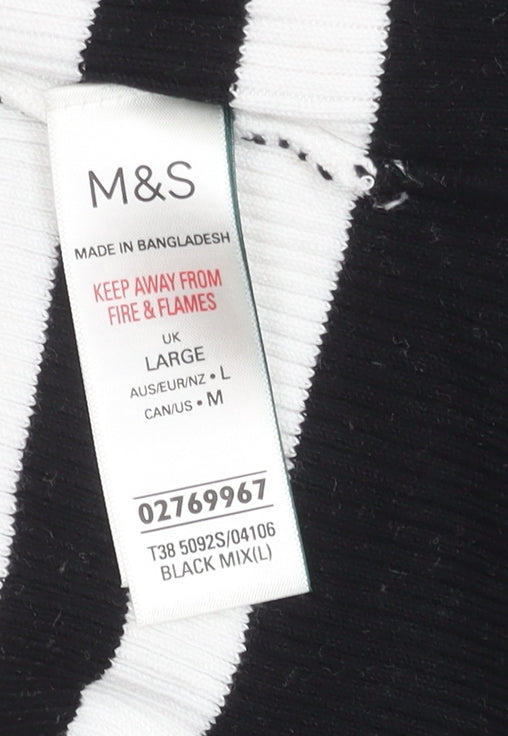 M&S
MADE IN BANGLADESH
KEEP AWAY FROM
FIRE & FLAMES
UK
LARGE
AUS/EUR/NZ • L
CAN/US • M
02769967
T38 5092S/04106
BLACK MIX(L)